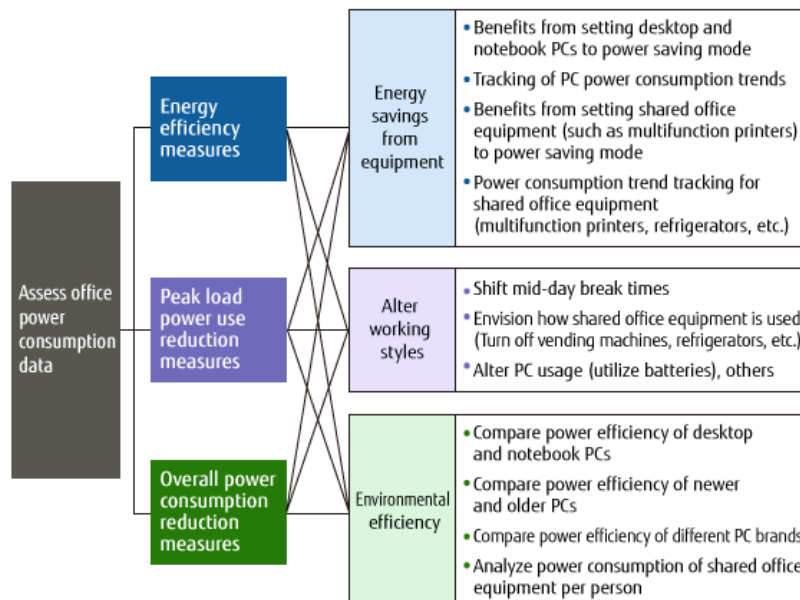 Assess office
power
consumption
data
Energy
efficiency
measures
Peak load
power use
reduction
measures
Overall power
consumption
reduction
measures
Energy
savings
from
equipment
• Benefits from setting desktop and
notebook PCs to power saving mode
• Tracking of PC power consumption trends
• Benefits from setting shared office
equipment (such as multifunction printers)
to power saving mode
• Power consumption trend tracking for
shared office equipment
(multifunction printers, refrigerators, etc.)
Alter
working
styles
• Shift mid-day break times
• Envision how shared office equipment is used
(Turn off vending machines, refrigerators, etc.)
• Alter PC usage (utilize batteries), others
Environmental
efficiency
• Compare power efficiency of desktop
and notebook PCs
• Compare power efficiency of newer
and older PCs
• Compare power efficiency of different PC brands
• Analyze power consumption of shared office
equipment per person